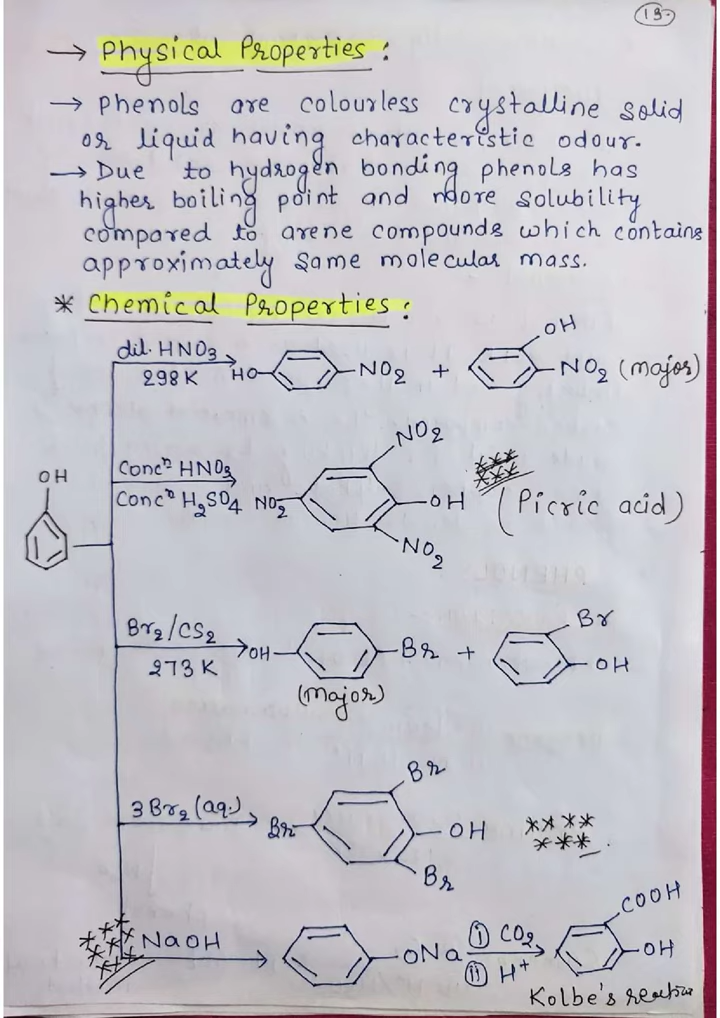 19.
→ Physical Properties :
→ Phenols are colourless crystalline solid
or liquid having characteristic odour.
→ Due to hydrogen bonding phenols has
higher boiling point and more solubility
compared to arene compounds which contains
approximately same molecular mass.
* Chemical Properties :
dil. HNO3
298 K
HO NO2 + OH NO2 (major)
OH
Concⁿ HNO3
Concⁿ H2SO4
NO2 NO2 OH NO2
*** ***
(Picric acid)
Br2/CS2
273 K
OH Br + Br OH
(major)
3 Br2 (aq.)
Br Br OH Br
**** ***
NaOH
ONa
(i) CO2
(ii) H+
COOH
OH
Kolbe's reaction